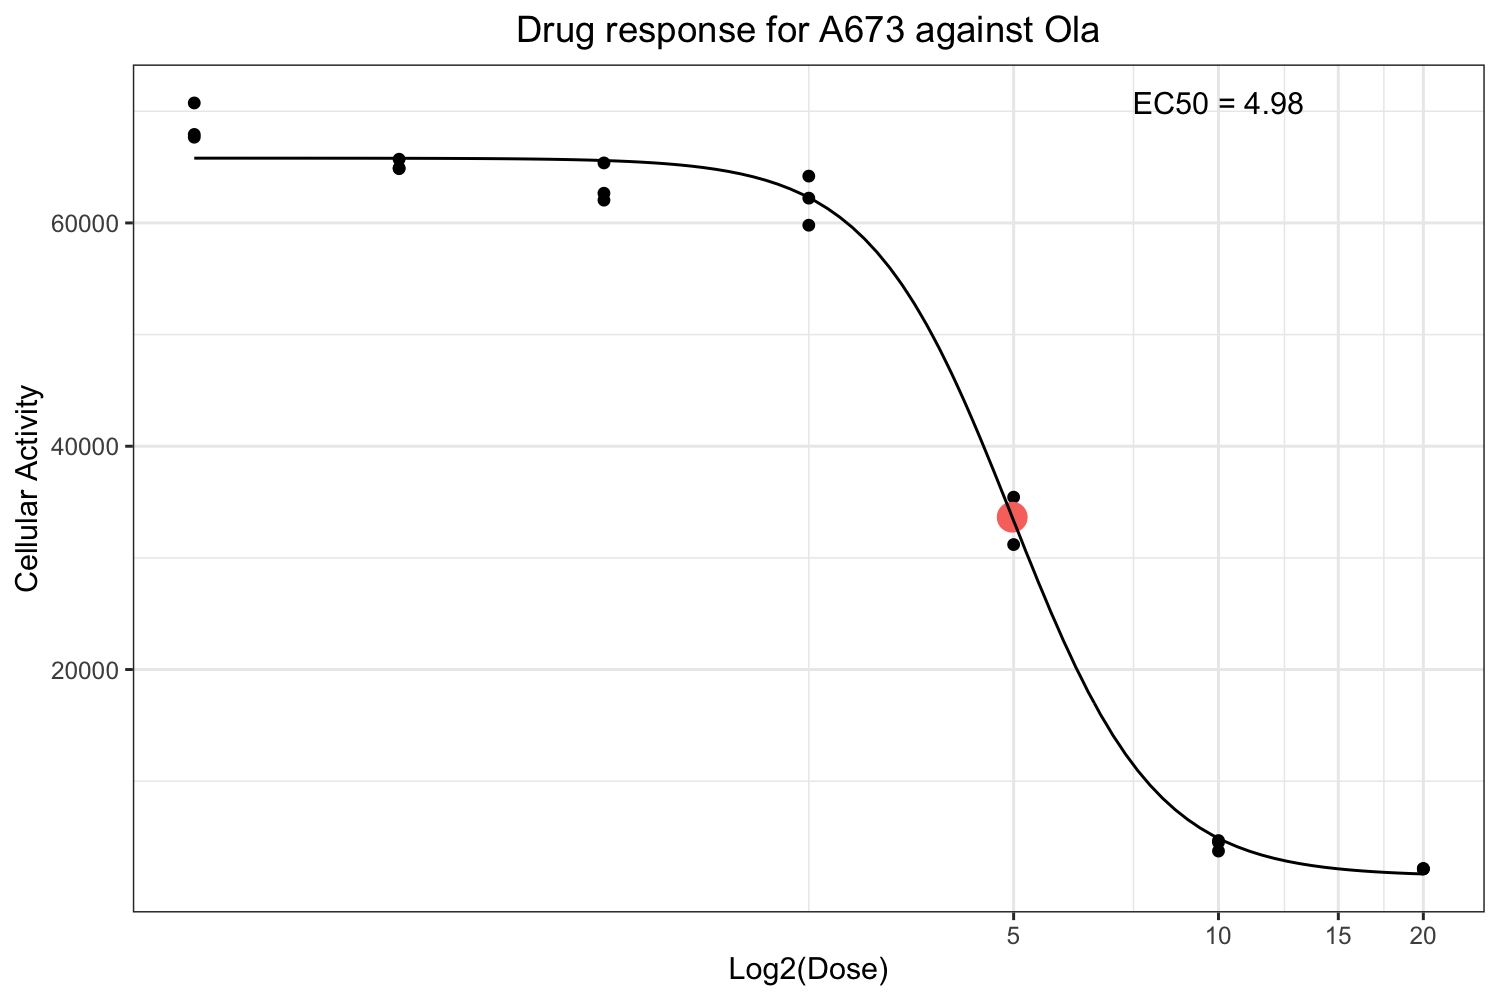 Drug response for A673 against Ola
EC50 = 4.98
60000
40000
20000
Cellular Activity
5 10 15 20
Log2(Dose)